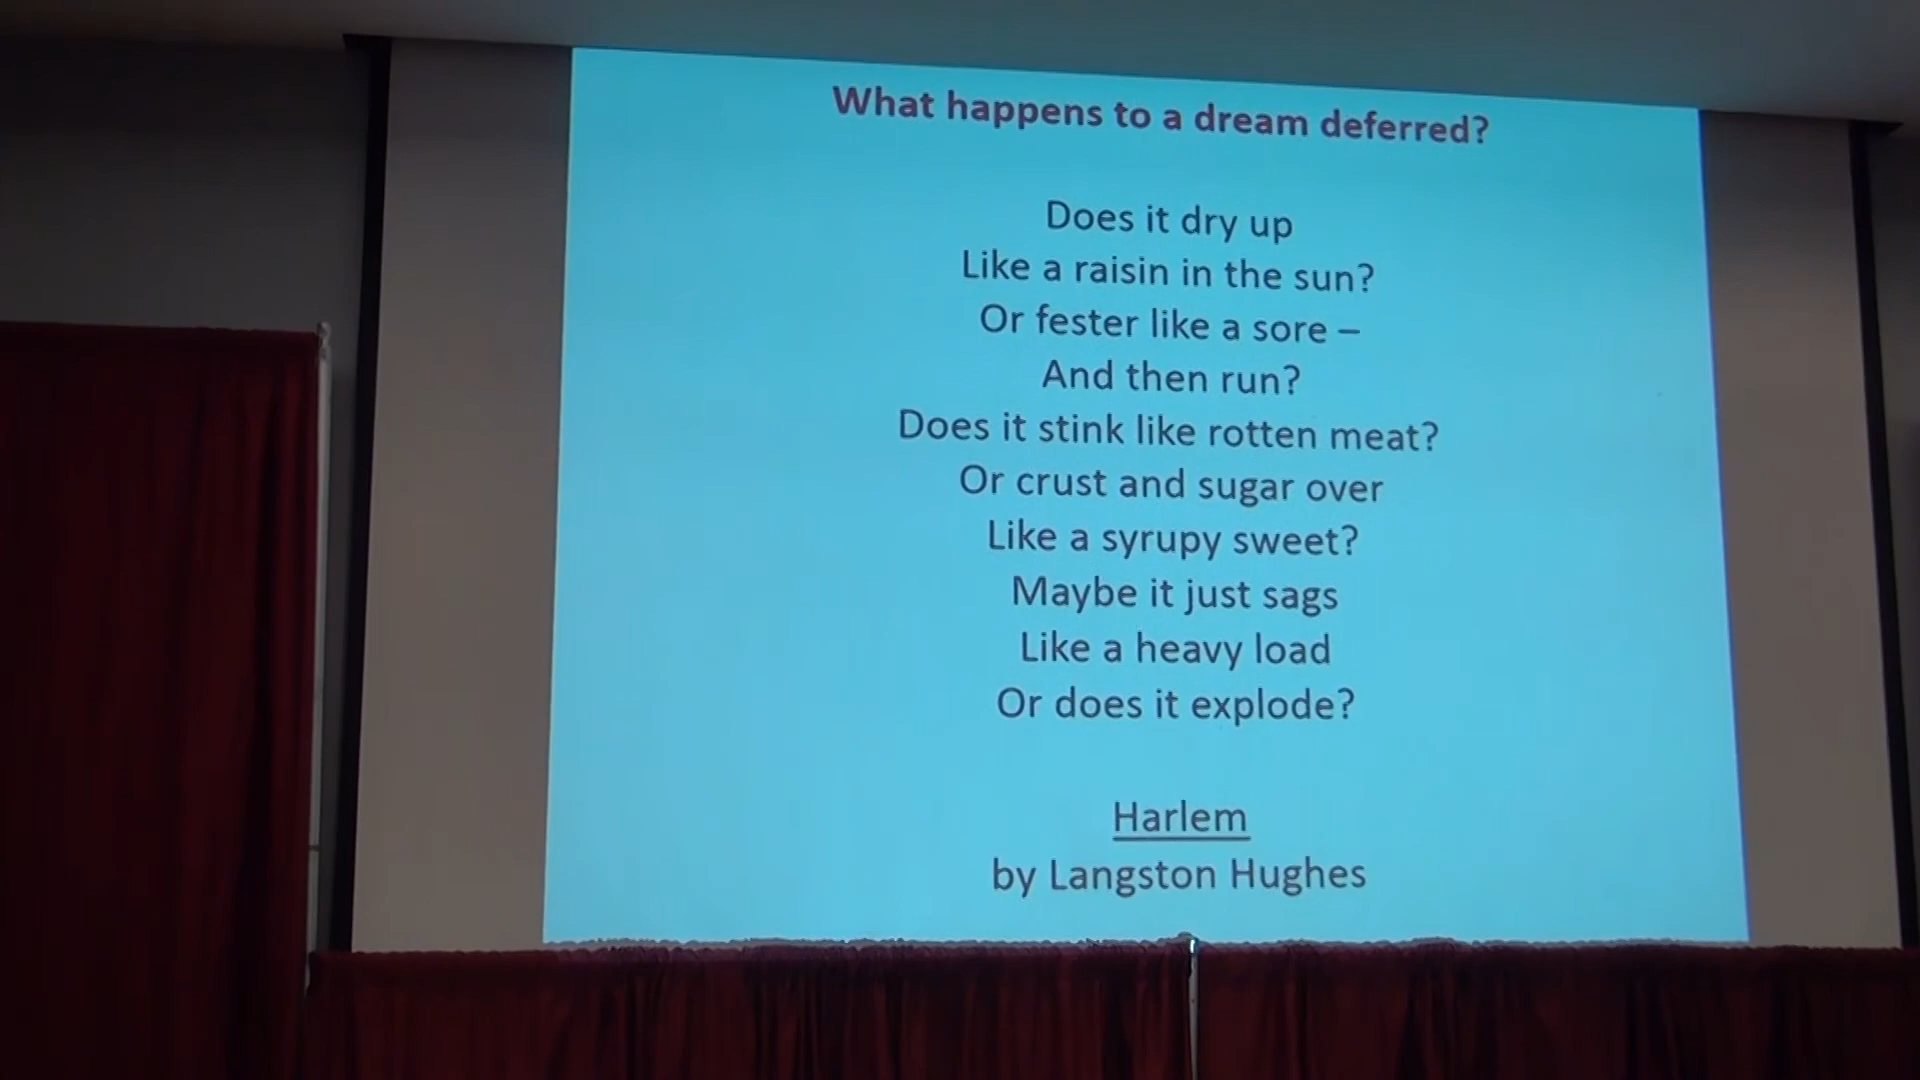 What happens to a dream deferred?
Does it dry up
Like a raisin in the sun?
Or fester like a sore –
And then run?
Does it stink like rotten meat?
Or crust and sugar over
Like a syrupy sweet?
Maybe it just sags
Like a heavy load
Or does it explode?
Harlem
by Langston Hughes